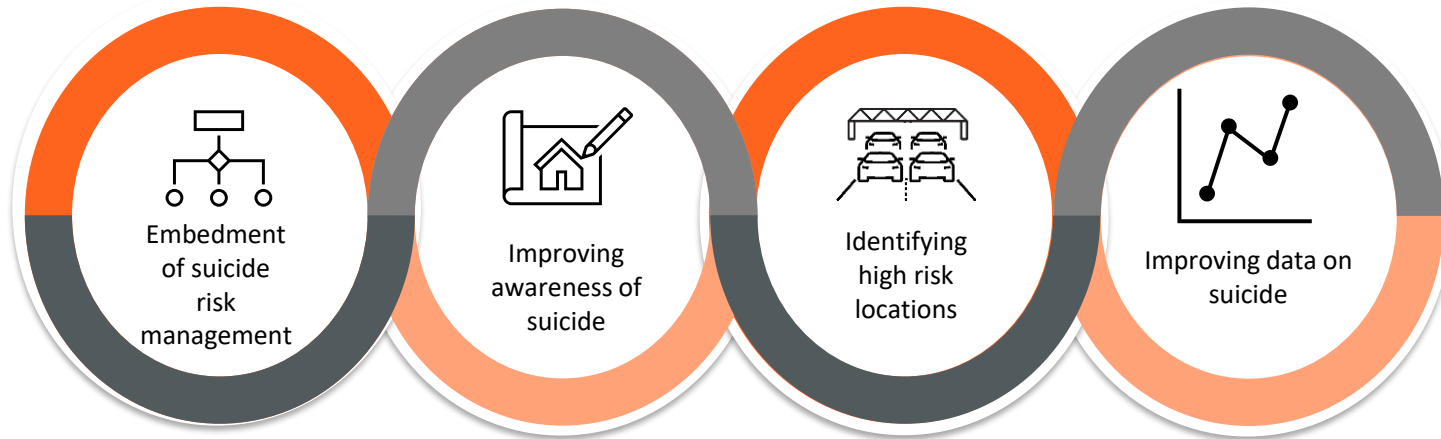 Embedment
of suicide
risk
management
Improving
awareness of
suicide
Identifying
high risk
locations
Improving data on
suicide